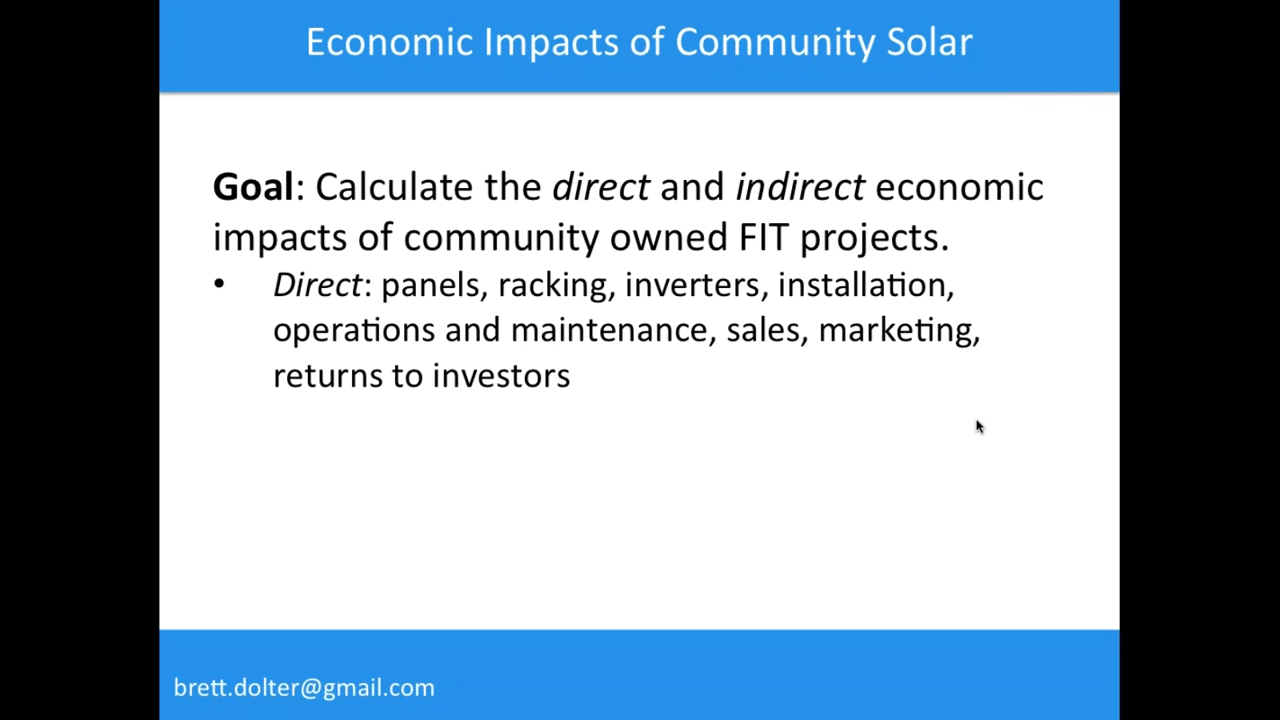 Economic Impacts of Community Solar
Goal: Calculate the direct and indirect economic
impacts of community owned FIT projects.
• Direct: panels, racking, inverters, installation,
operations and maintenance, sales, marketing,
returns to investors
brett.dolter@gmail.com